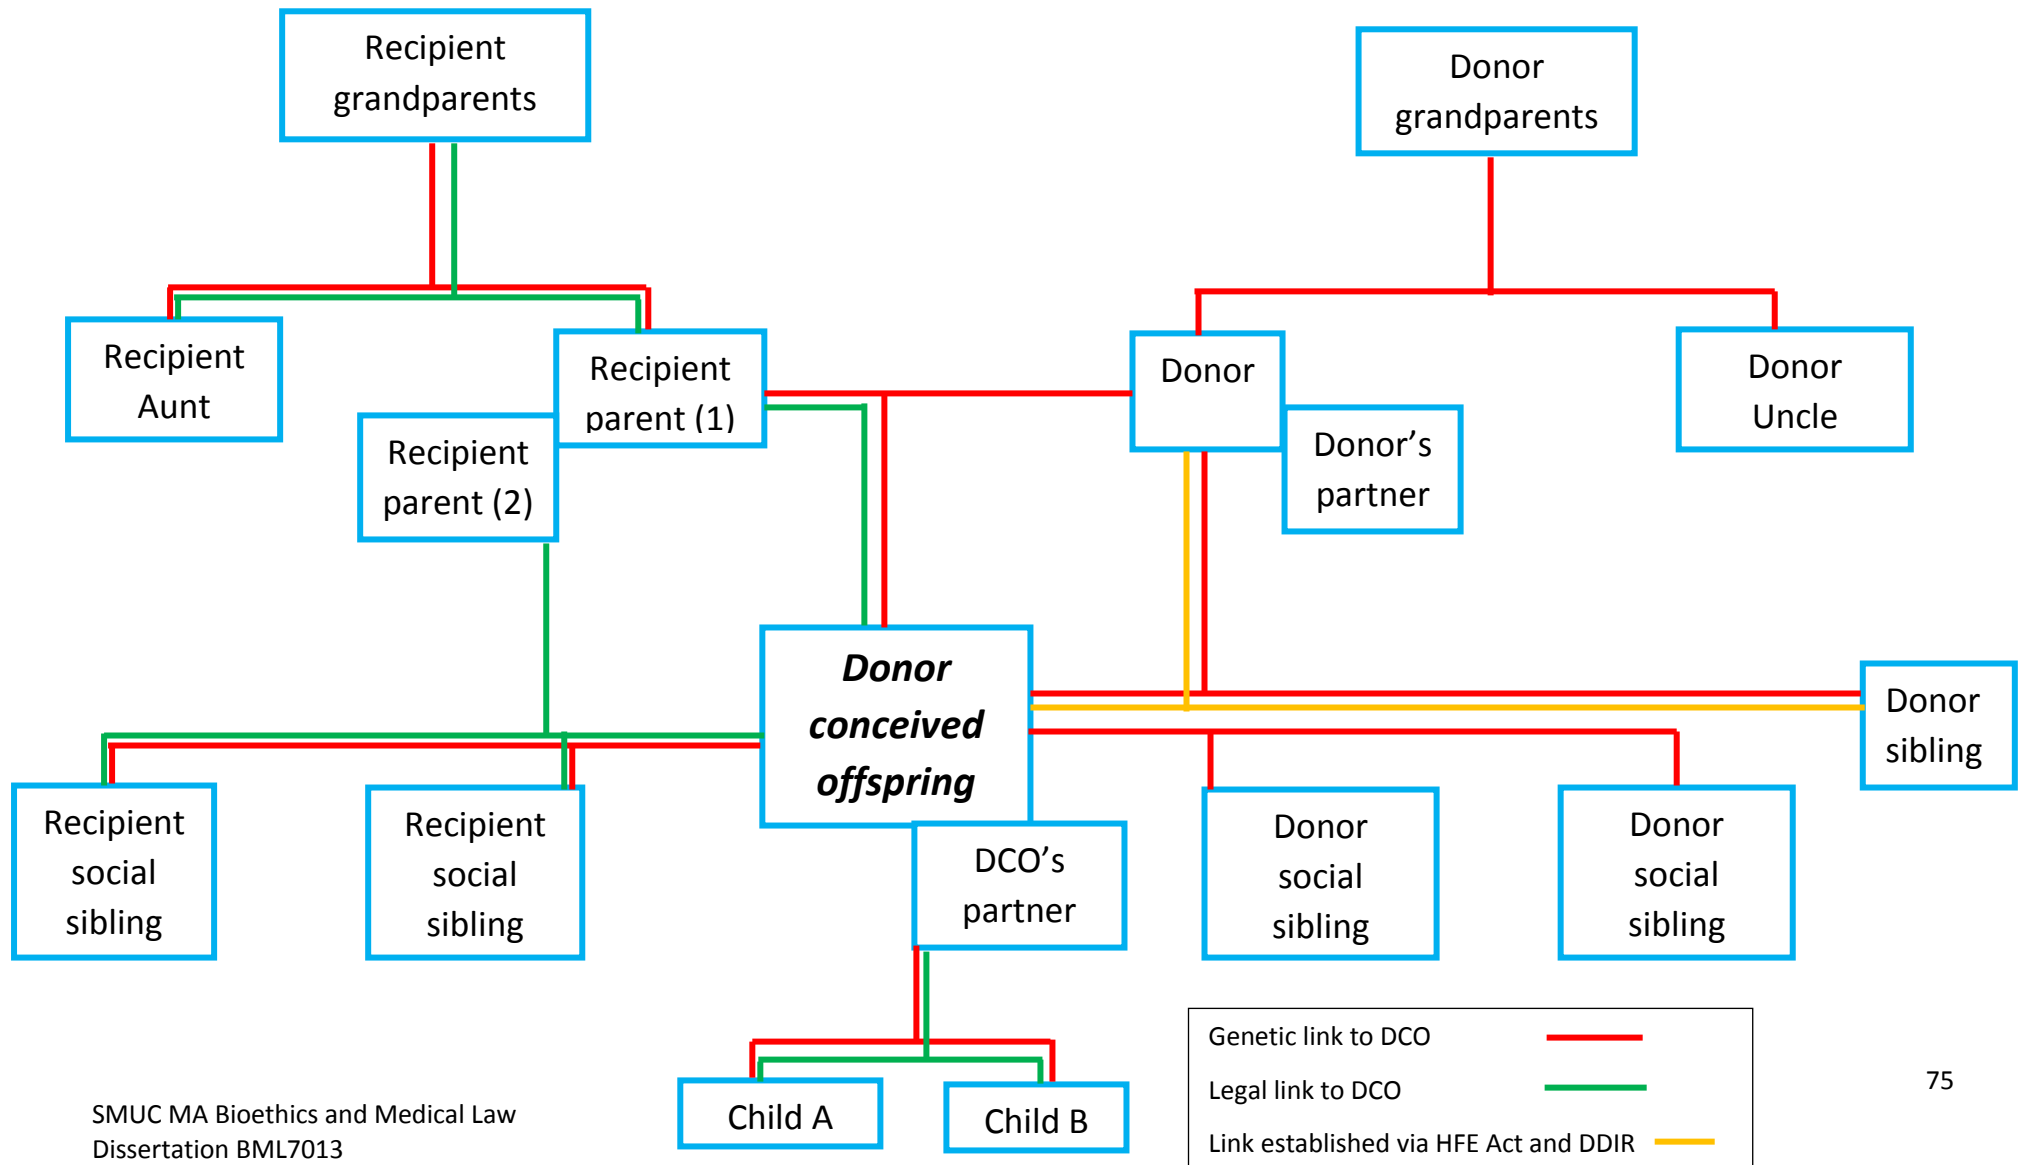 Recipient
grandparents
Donor
grandparents
Recipient
Aunt
Recipient
parent (1)
Recipient
parent (2)
Donor
Donor's
partner
Donor
Uncle
Donor
conceived
offspring
Donor
sibling
Recipient
social
sibling
Recipient
social
sibling
DCO's
partner
Donor
social
sibling
Donor
social
sibling
Child A
Child B
Genetic link to DCO
Legal link to DCO
Link established via HFE Act and DDIR
75
SMUC MA Bioethics and Medical Law
Dissertation BML7013